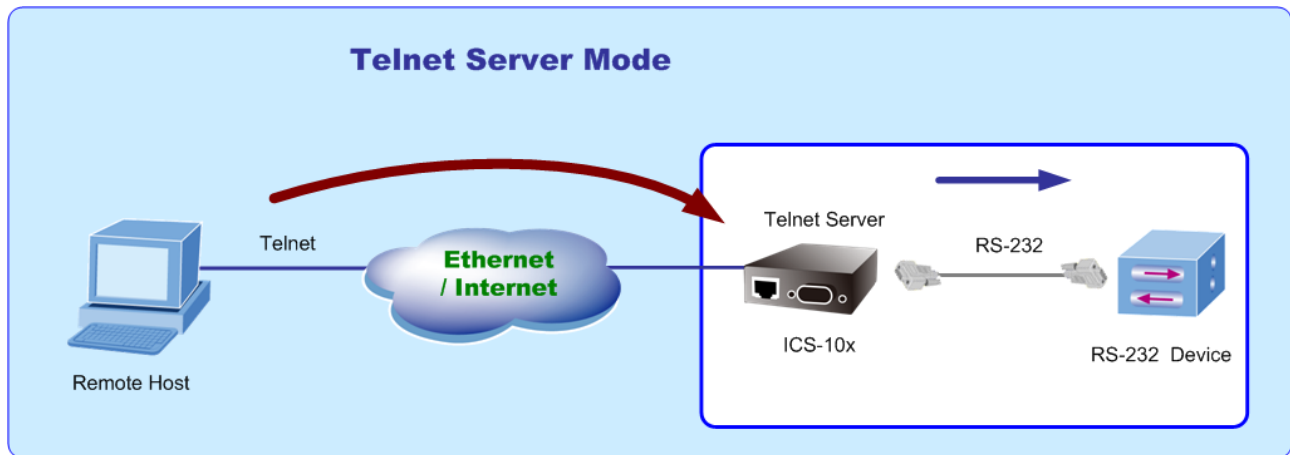 Telnet Server Mode
Telnet
Ethernet
/ Internet
Remote Host
Telnet Server
ICS-10x
RS-232
RS-232 Device